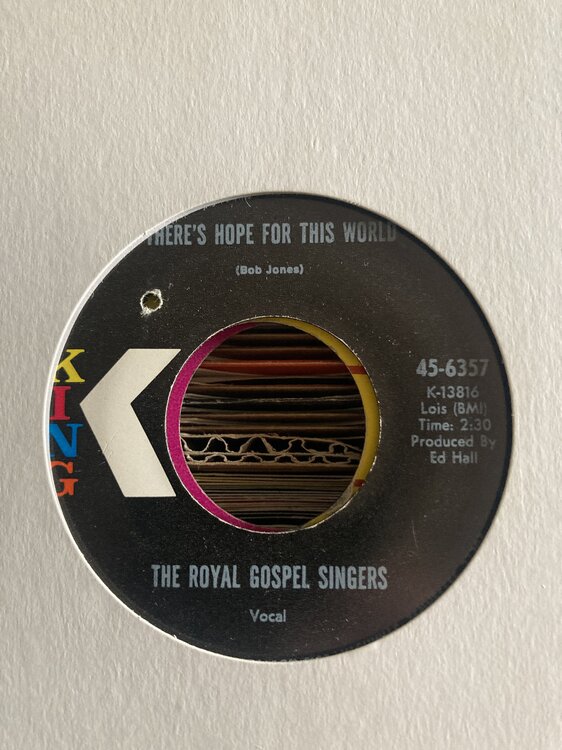 THERE'S HOPE FOR THIS WORLD
(Bob Jones)
KING
45-6357
K-13816
Lois (BMI)
Time: 2:30
Produced By
Ed Hall
THE ROYAL GOSPEL SINGERS
Vocal